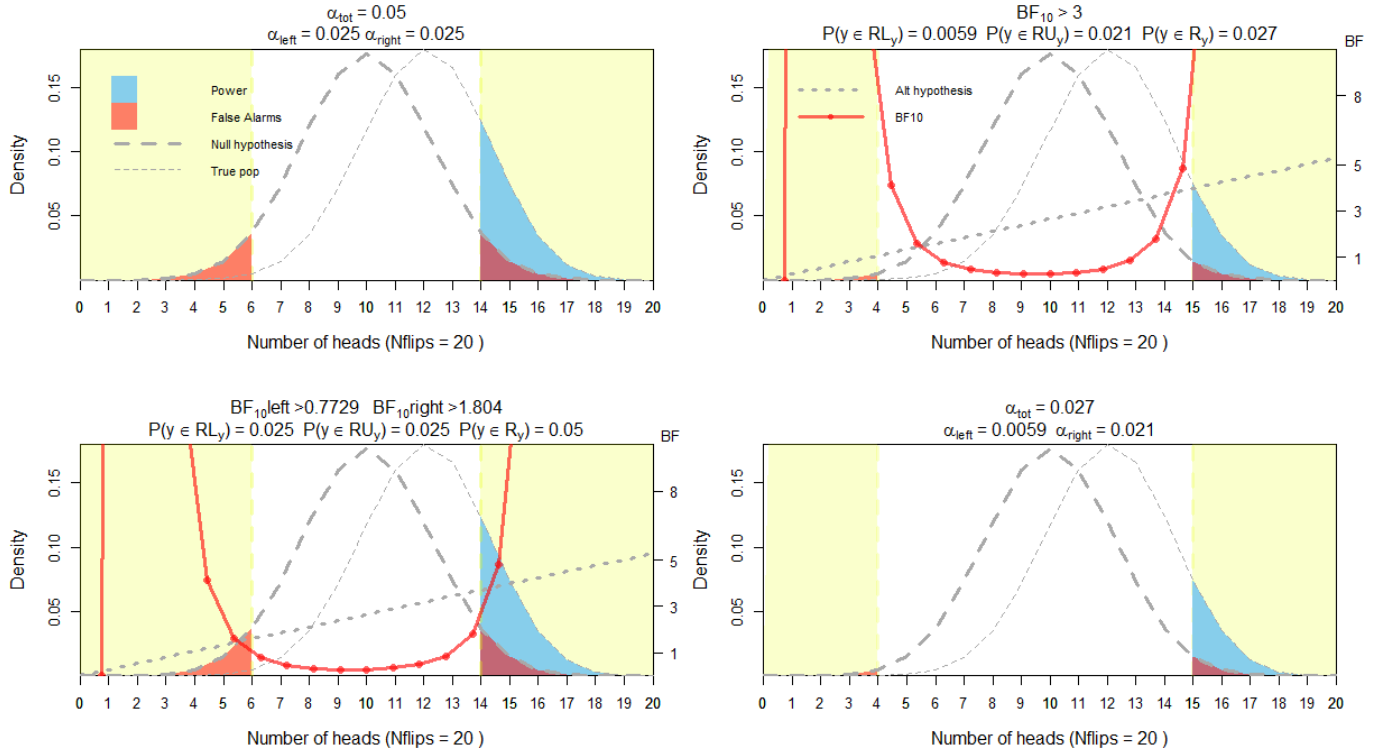 α_tot = 0.05
α_left = 0.025 α_right = 0.025
Density
0.05 0.10 0.15
Power
False Alarms
Null hypothesis
True pop
0 1 2 3 4 5 6 7 8 9 10 11 12 13 14 15 16 17 18 19 20
Number of heads (Nflips = 20 )
BF₁₀ > 3
P(y ∈ RL_y) = 0.0059 P(y ∈ RU_y) = 0.021 P(y ∈ R_y) = 0.027
BF
Density
0.05 0.10 0.15
Alt hypothesis
BF10
1 3 5 8
0 1 2 3 4 5 6 7 8 9 10 11 12 13 14 15 16 17 18 19 20
Number of heads (Nflips = 20 )
BF₁₀left >0.7729 BF₁₀right >1.804
P(y ∈ RL_y) = 0.025 P(y ∈ RU_y) = 0.025 P(y ∈ R_y) = 0.05
BF
Density
0.05 0.10 0.15
1 3 5 8
0 1 2 3 4 5 6 7 8 9 10 11 12 13 14 15 16 17 18 19 20
Number of heads (Nflips = 20 )
α_tot = 0.027
α_left = 0.0059 α_right = 0.021
Density
0.05 0.10 0.15
0 1 2 3 4 5 6 7 8 9 10 11 12 13 14 15 16 17 18 19 20
Number of heads (Nflips = 20 )